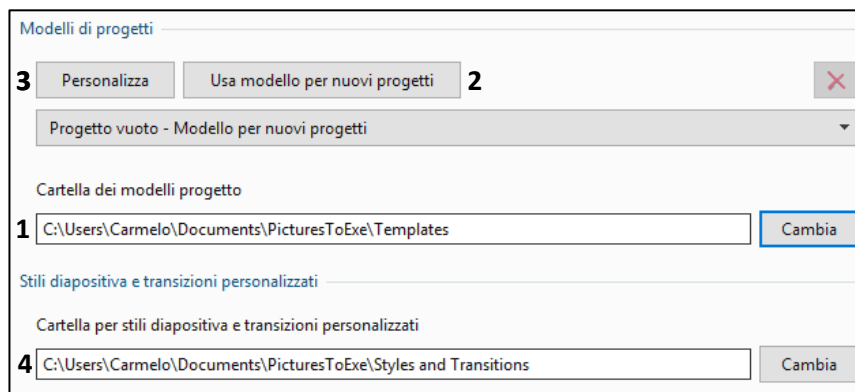 Modelli di progetti
3 Personalizza Usa modello per nuovi progetti 2
Progetto vuoto - Modello per nuovi progetti
Cartella dei modelli progetto
1 C:\Users\Carmelo\Documents\PicturesToExe\Templates Cambia
Stili diapositiva e transizioni personalizzati
Cartella per stili diapositiva e transizioni personalizzati
4 C:\Users\Carmelo\Documents\PicturesToExe\Styles and Transitions Cambia